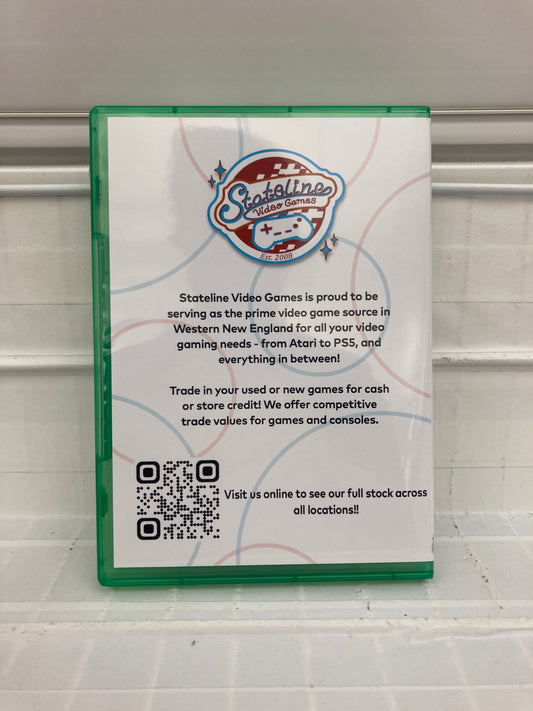 Stateline
Video Games
Est. 2008
Stateline Video Games is proud to be
serving as the prime video game source in
Western New England for all your video
gaming needs - from Atari to PS5, and
everything in between!
Trade in your used or new games for cash
or store credit! We offer competitive
trade values for games and consoles.
Visit us online to see our full stock across
all locations!!